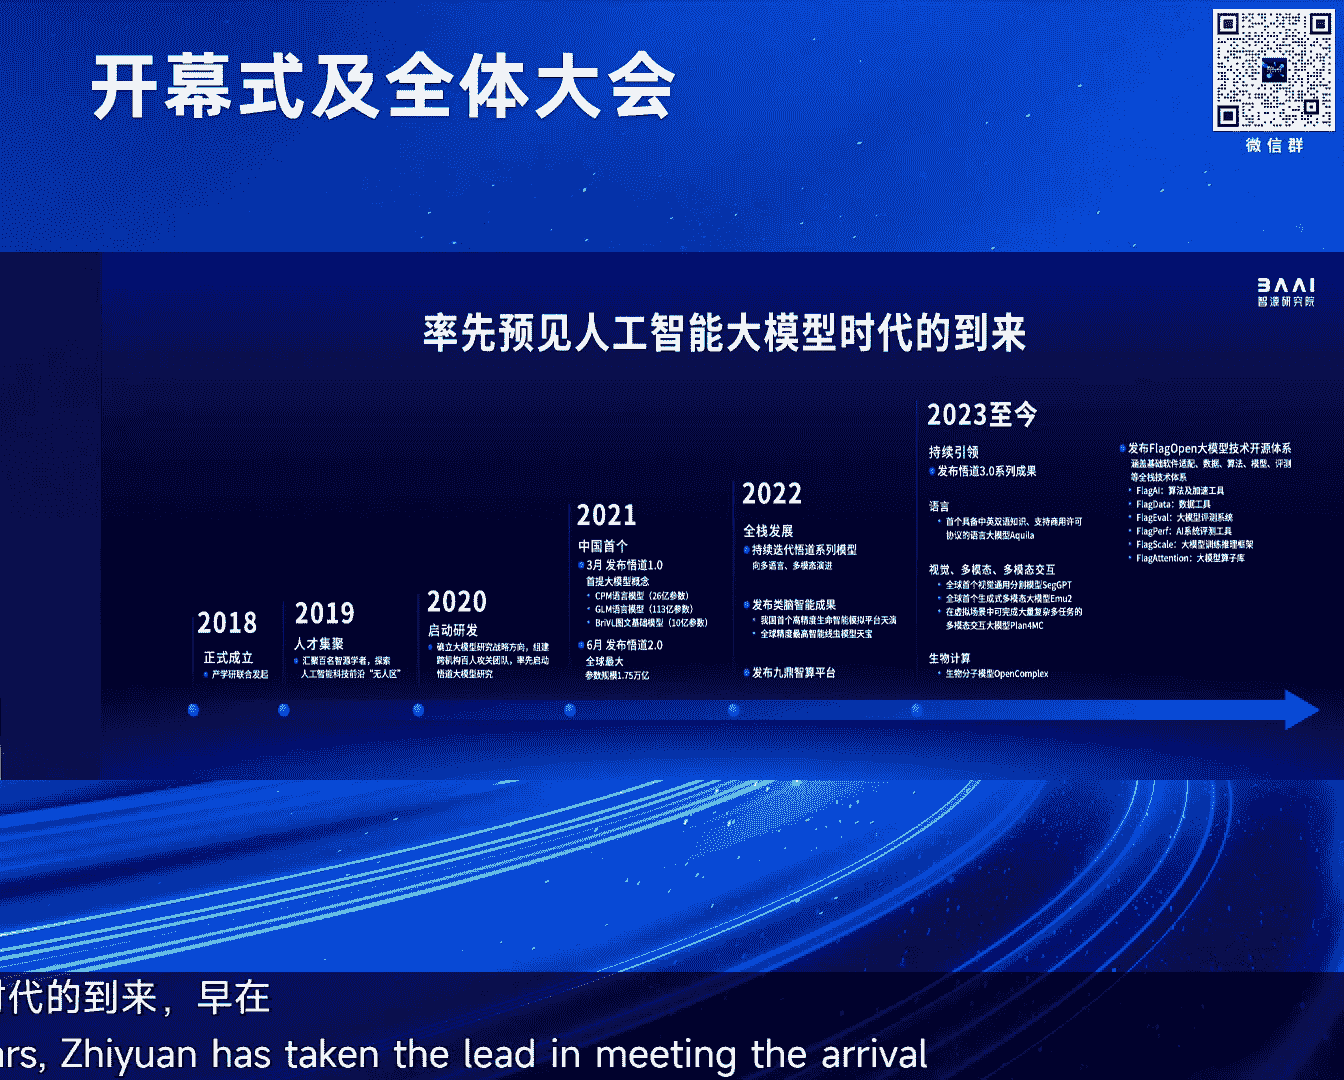 开幕式及全体大会
微信群
BAAI
智源研究院
率先预见人工智能大模型时代的到来
2018
正式成立
产学研联合发起
2019
人才集聚
汇聚百名智源学者，探索
人工智能科技前沿“无人区”
2020
启动研发
确立大模型研究战略方向，组建
跨机构百人攻关团队，率先启动
悟道大模型研究
2021
中国首个
3月 发布悟道1.0
首提大模型概念
CPM语言模型（26亿参数）
GLM语言模型（113亿参数）
BriVL图文基础模型（10亿参数）
6月 发布悟道2.0
全球最大
参数规模1.75万亿
2022
全栈发展
持续迭代悟道系列模型
向多语言、多模态演进
发布类脑智能成果
我国首个高精度生命智能模拟平台天演
全球精度最高智能线虫模型天宝
发布九鼎智算平台
2023至今
持续引领
发布悟道3.0系列成果
语言
首个具备中英双语知识、支持商用许可
协议的语言大模型Aquila
视觉、多模态、多模态交互
全球首个视觉通用分割模型SegGPT
全球首个生成式多模态大模型Emu2
在虚拟场景中可完成大量复杂多任务的
多模态交互大模型Plan4MC
生物计算
生物分子模型OpenComplex
发布FlagOpen大模型技术开源体系
涵盖基础软件适配、数据、算法、模型、评测
等全栈技术体系
FlagAI：算法及加速工具
FlagData：数据工具
FlagEval：大模型评测系统
FlagPerf：AI系统评测工具
FlagScale：大模型训练推理框架
FlagAttention：大模型算子库
时代的到来，早在
ars, Zhiyuan has taken the lead in meeting the arrival